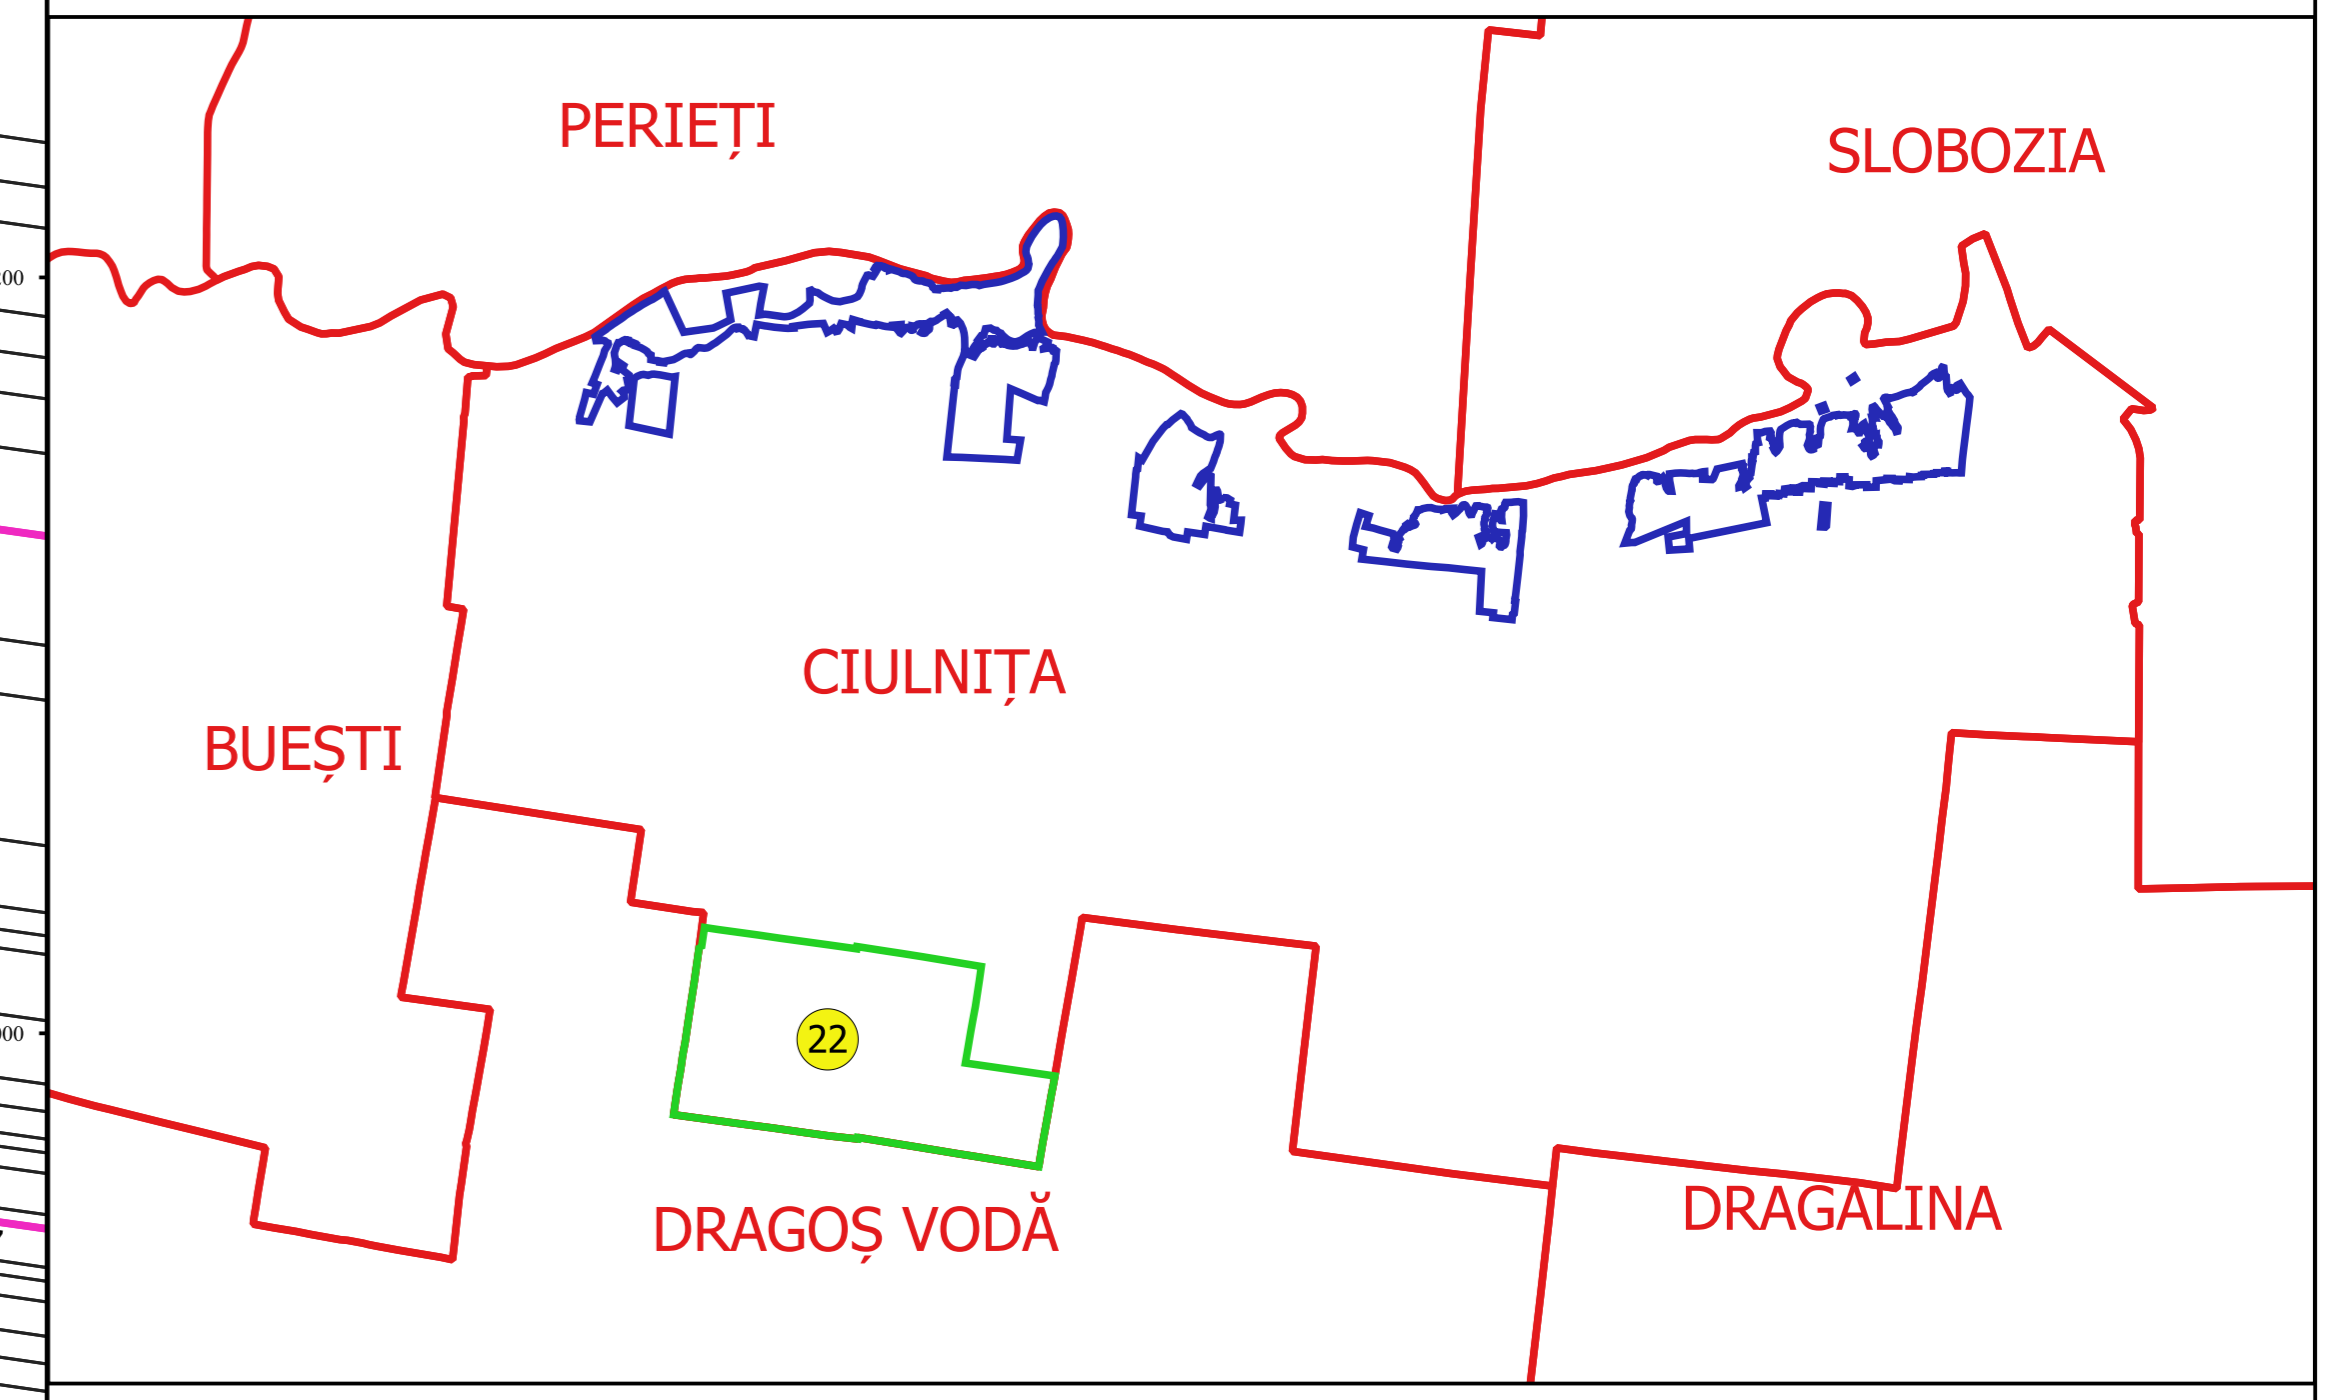 PERIEȚI
SLOBOZIA
CIULNIȚA
BUEȘTI
22
DRAGOȘ VODĂ
DRAGALINA